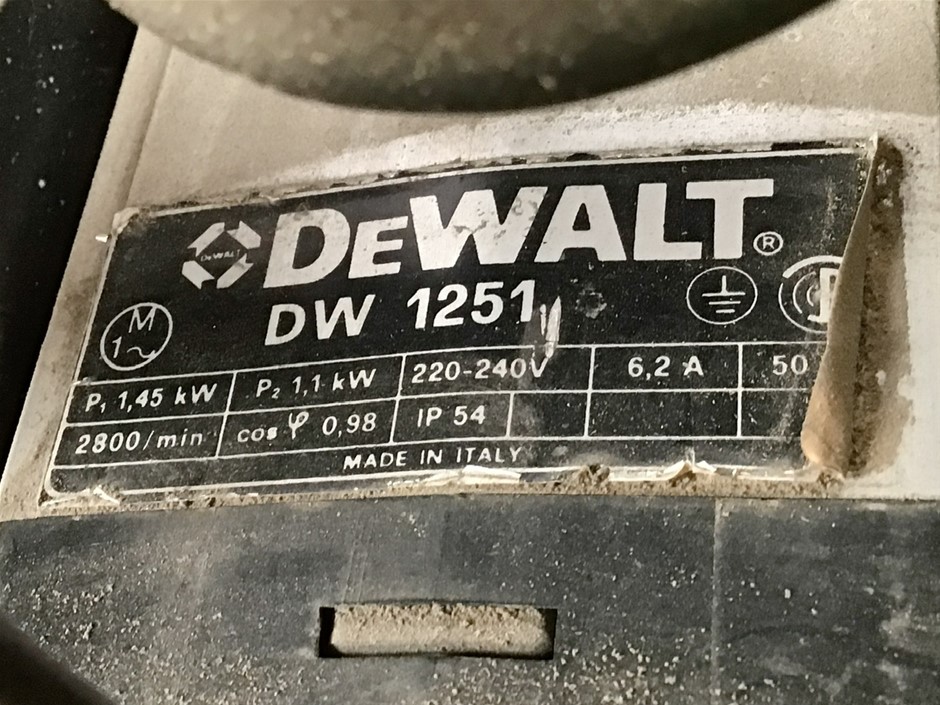 DEWALT
DEWALT®
DW 1251
M
1~
P₁ 1,45 kW P₂ 1,1 kW 220-240V 6,2 A 50
2800/min cos φ 0,98 IP 54
MADE IN ITALY